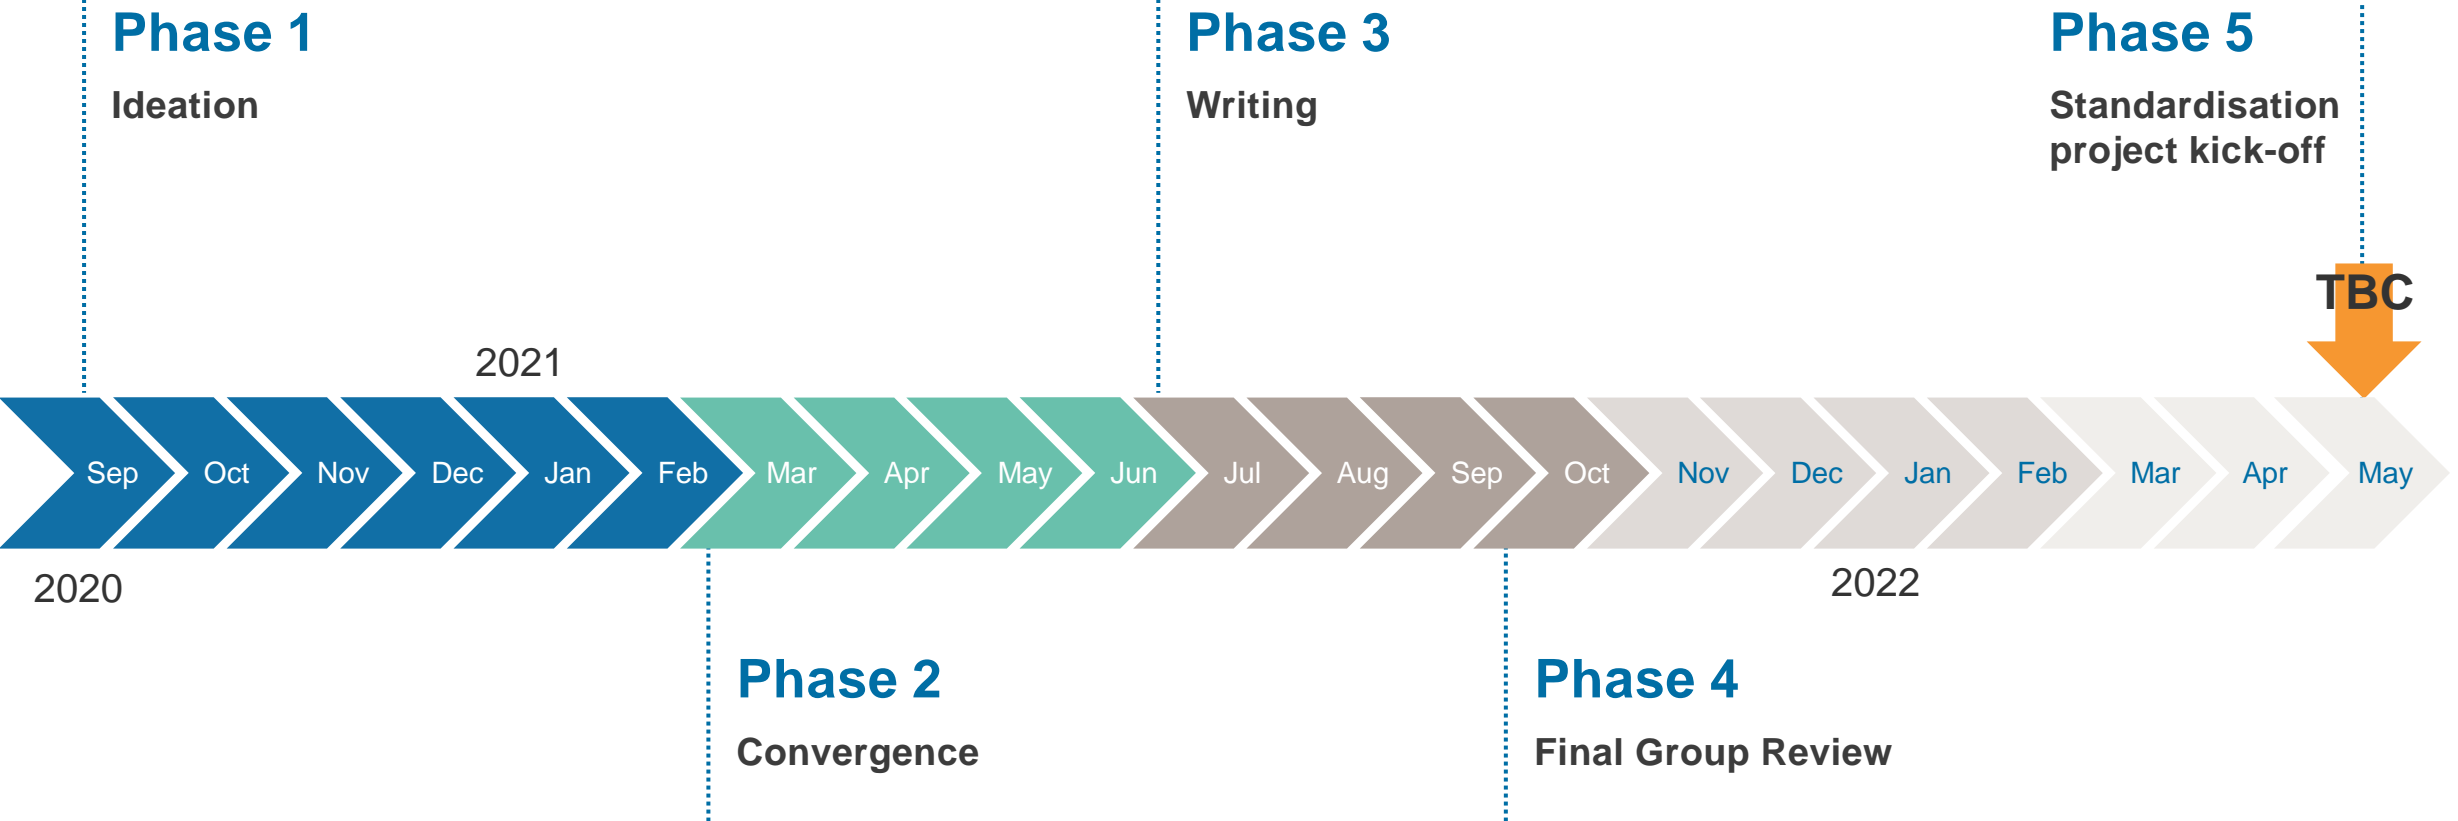 Phase 1
Ideation
Phase 3
Writing
Phase 5
Standardisation
project kick-off
TBC
2021
Sep Oct Nov Dec Jan Feb Mar Apr May Jun Jul Aug Sep Oct Nov Dec Jan Feb Mar Apr May
2020
2022
Phase 2
Convergence
Phase 4
Final Group Review